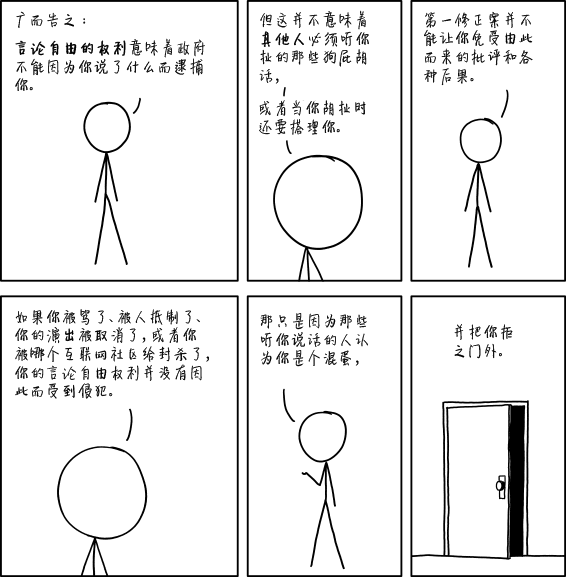 广而告之：
言论自由的权利意味着政府
不能因为你说了什么而逮捕
你。
但这并不意味着
其他人必须听你
扯的那些狗屁胡
话，
或者当你胡扯时
还要搭理你。
第一修正案并不
能让你免受由此
而来的批评和各
种后果。
如果你被骂了、被人抵制了、
你的演出被取消了，或者你
被哪个互联网社区给封杀了，
你的言论自由权利并没有因
此而受到侵犯。
那只是因为那些
听你说话的人认
为你是个混蛋，
并把你拒
之门外。